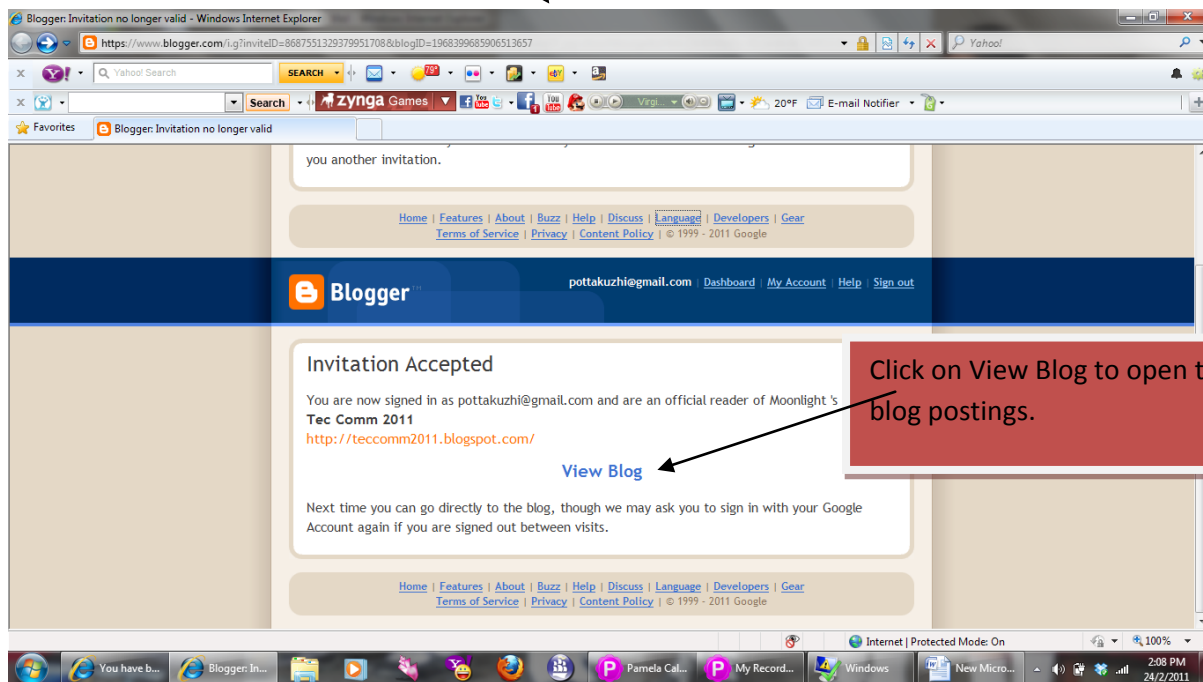 Blogger: Invitation no longer valid - Windows Internet Explorer
https://www.blogger.com/i.g?inviteID=8687551329379951708&blogID=1968399685906513657
Yahoo!
x Y! Yahoo! Search SEARCH 79° eBY
x Search zynga Games You Tube You Tube Virgi... 20°F E-mail Notifier
Favorites Blogger: Invitation no longer valid
you another invitation.
Home | Features | About | Buzz | Help | Discuss | Language | Developers | Gear
Terms of Service | Privacy | Content Policy | © 1999 - 2011 Google
Blogger™ pottakuzhi@gmail.com | Dashboard | My Account | Help | Sign out
Invitation Accepted
You are now signed in as pottakuzhi@gmail.com and are an official reader of Moonlight 's
Tec Comm 2011
http://teccomm2011.blogspot.com/
View Blog
Next time you can go directly to the blog, though we may ask you to sign in with your Google
Account again if you are signed out between visits.
Click on View Blog to open t
blog postings.
Home | Features | About | Buzz | Help | Discuss | Language | Developers | Gear
Terms of Service | Privacy | Content Policy | © 1999 - 2011 Google
Internet | Protected Mode: On 100%
You have b... Blogger: In... Pamela Cal... My Record... Windows New Micro... 2:08 PM
24/2/2011